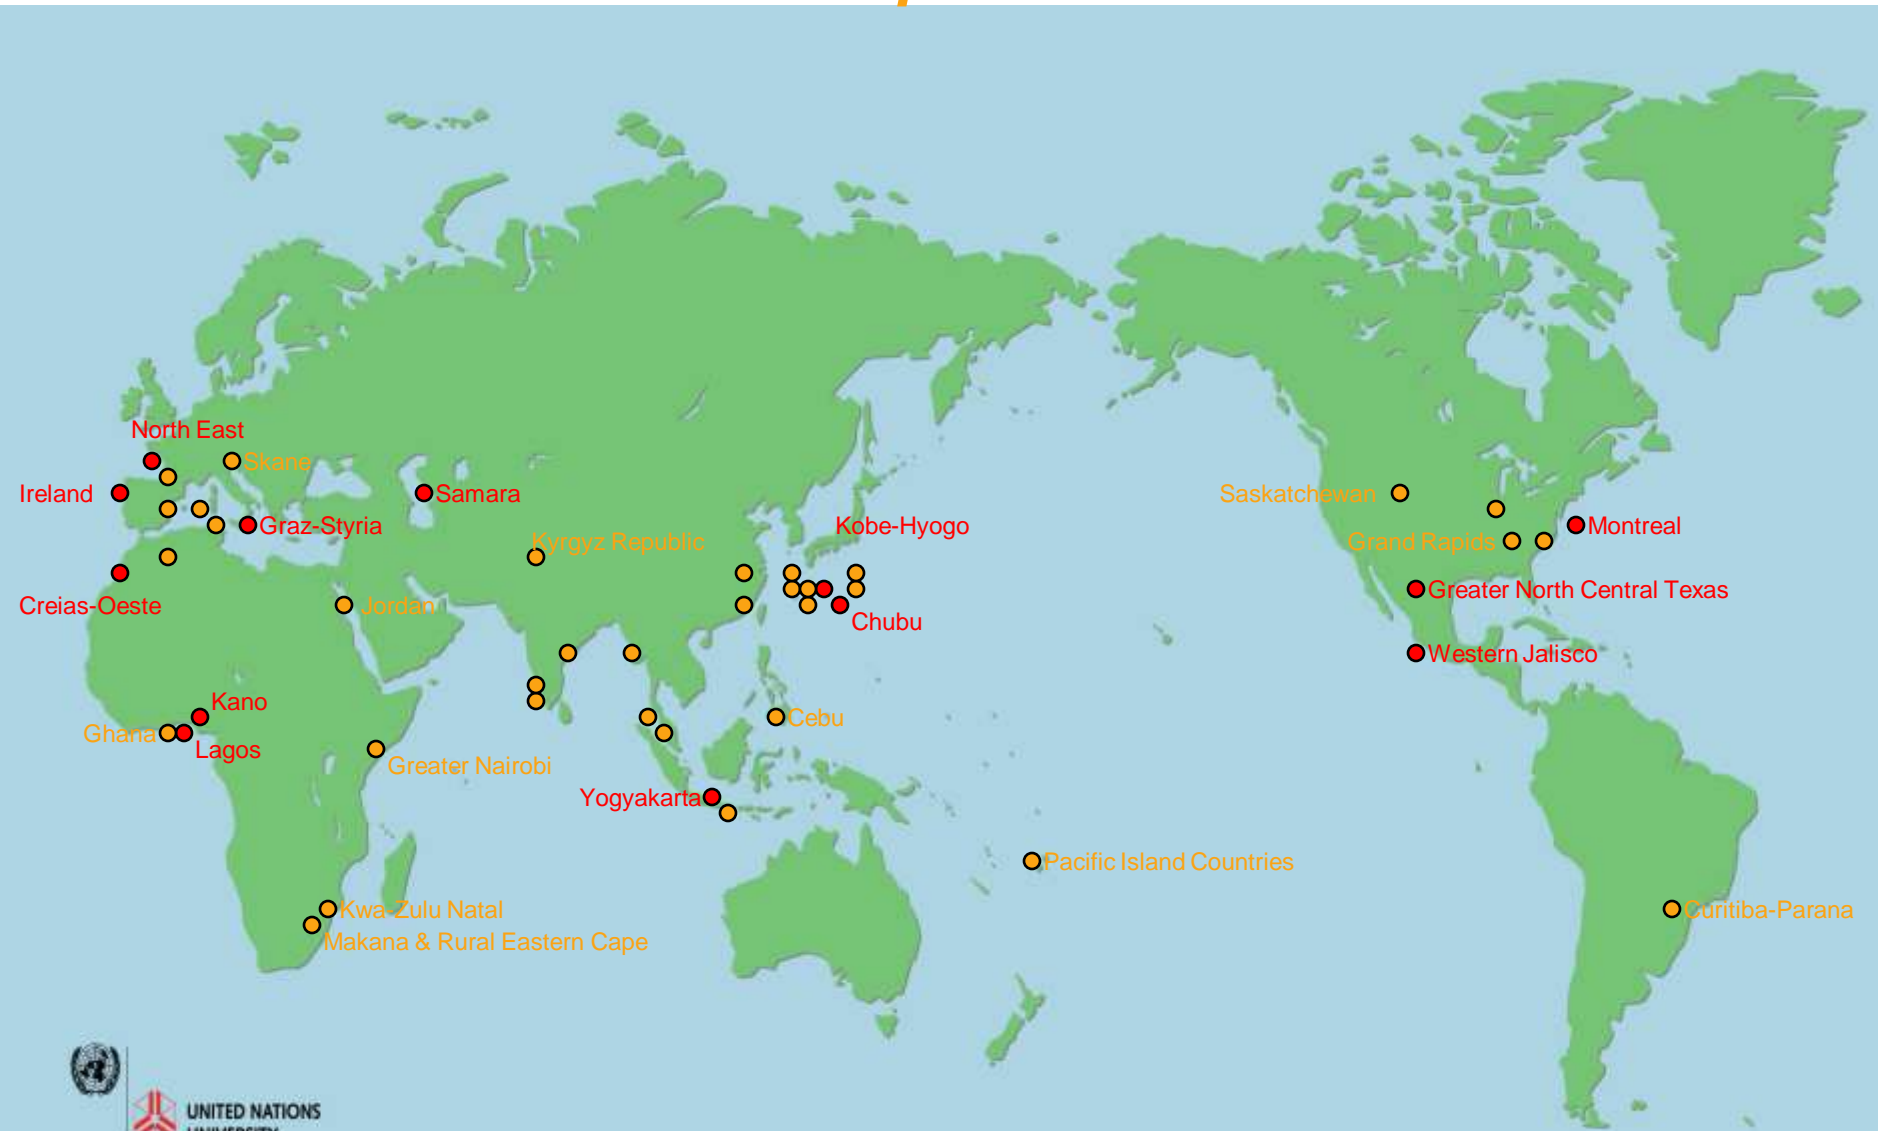 North East
Skane
Ireland
Samara
Saskatchewan
Graz-Styria
Kobe-Hyogo
Montreal
Kyrgyz Republic
Grand Rapids
Greater North Central Texas
Creias-Oeste
Jordan
Chubu
Western Jalisco
Kano
Ghana
Cebu
Lagos
Greater Nairobi
Yogyakarta
Pacific Island Countries
Kwa-Zulu Natal
Curitiba-Parana
Makana & Rural Eastern Cape
UNITED NATIONS
UNIVERSITY